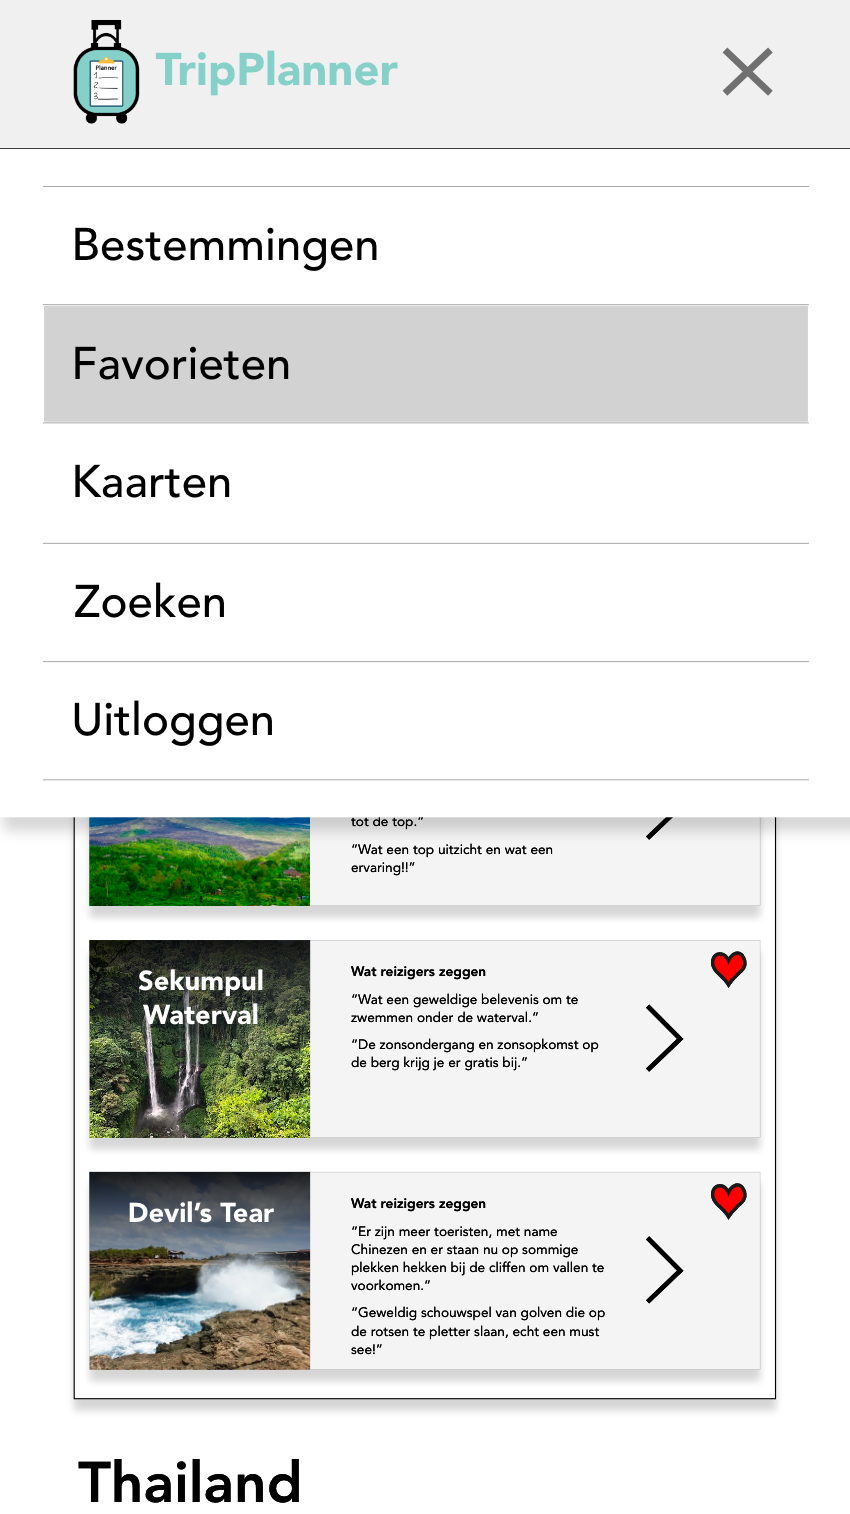 Planner
1
2
3
TripPlanner
Bestemmingen
Favorieten
Kaarten
Zoeken
Uitloggen
tot de top.”
“Wat een top uitzicht en wat een
ervaring!!”
Sekumpul
Waterval
Wat reizigers zeggen
“Wat een geweldige belevenis om te
zwemmen onder de waterval.”
“De zonsondergang en zonsopkomst op
de berg krijg je er gratis bij.”
Devil’s Tear
Wat reizigers zeggen
“Er zijn meer toeristen, met name
Chinezen en er staan nu op sommige
plekken hekken bij de cliffen om vallen te
voorkomen.”
“Geweldig schouwspel van golven die op
de rotsen te pletter slaan, echt een must
see!”
Thailand